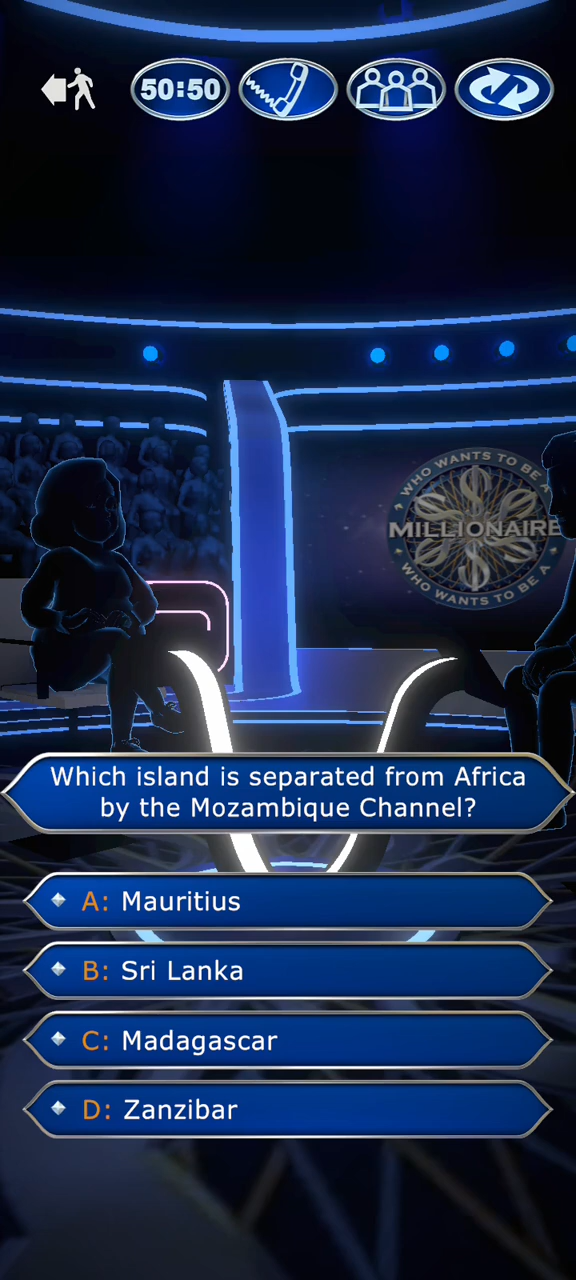 50:50
WHO WANTS TO BE A
MILLIONAIRE
WHO WANTS TO BE A
Which island is separated from Africa
by the Mozambique Channel?
A: Mauritius
B: Sri Lanka
C: Madagascar
D: Zanzibar